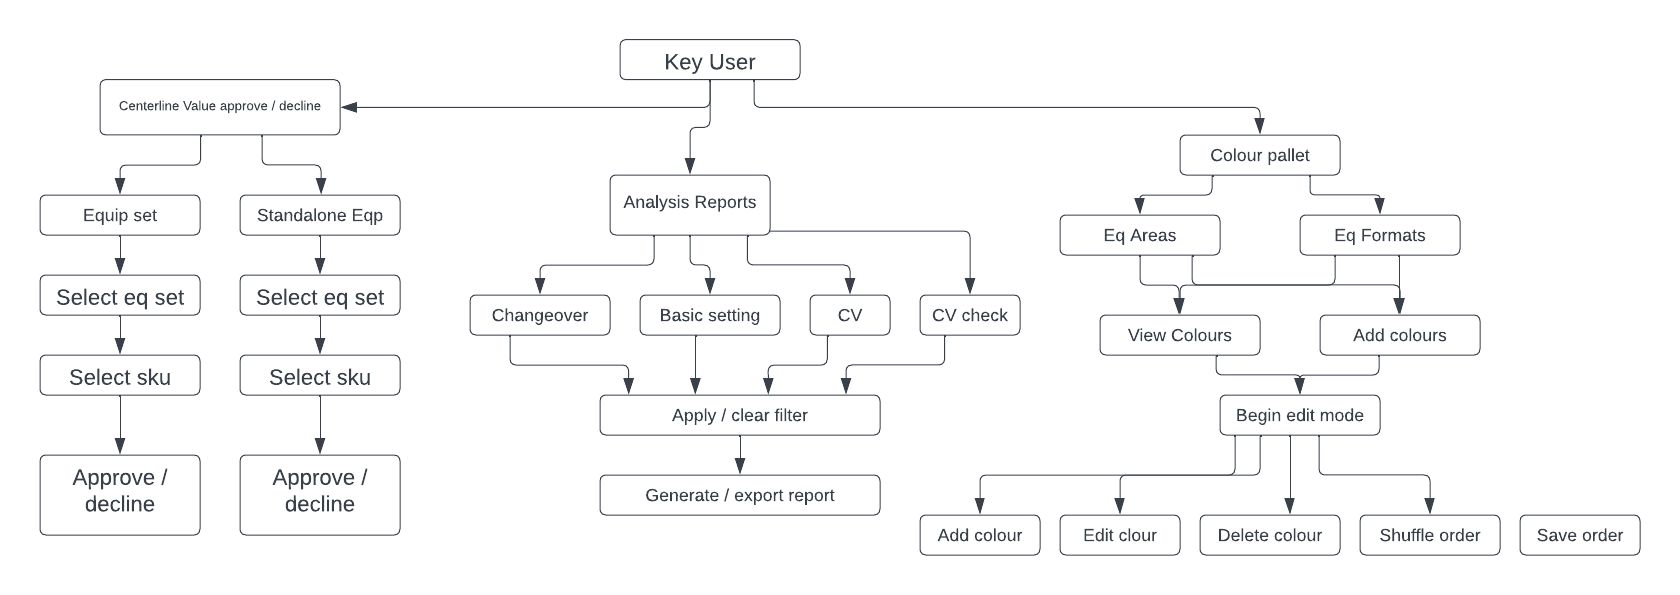 Key User
Centerline Value approve / decline
Colour pallet
Analysis Reports
Equip set
Standalone Eqp
Eq Areas
Eq Formats
Select eq set
Select eq set
Changeover
Basic setting
CV
CV check
View Colours
Add colours
Select sku
Select sku
Apply / clear filter
Begin edit mode
Approve /
decline
Approve /
decline
Generate / export report
Add colour
Edit clour
Delete colour
Shuffle order
Save order